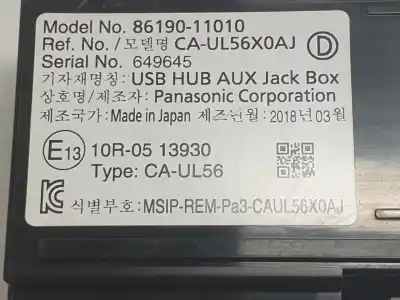 Model No. 86190-11010
Ref. No./모델명 CA-UL56X0AJ D
Serial No. 649645
기자재명칭: USB HUB AUX Jack Box
상호명/제조자: Panasonic Corporation
제조국가: Made in Japan 제조년월: 2018년 03월
E13 10R-05 13930
Type: CA-UL56
식별부호: MSIP-REM-Pa3-CAUL56X0AJ